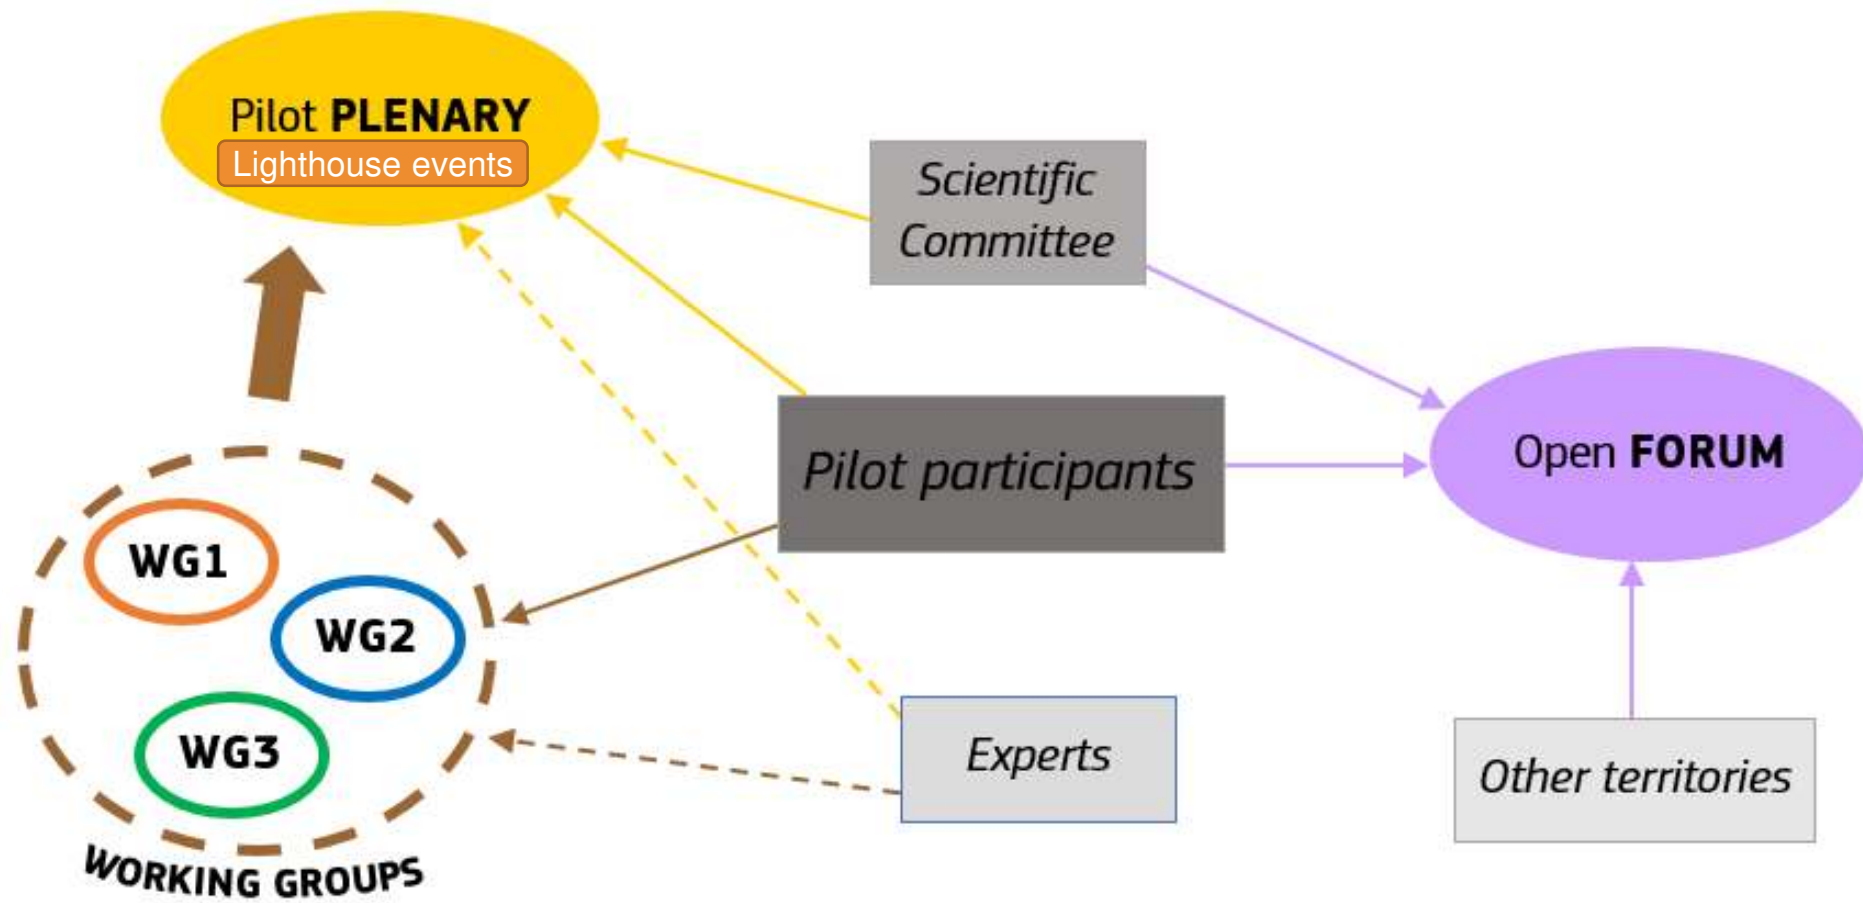 Pilot PLENARY
Lighthouse events
Scientific
Committee
Pilot participants
Open FORUM
WG1
WG2
WG3
WORKING GROUPS
Experts
Other territories